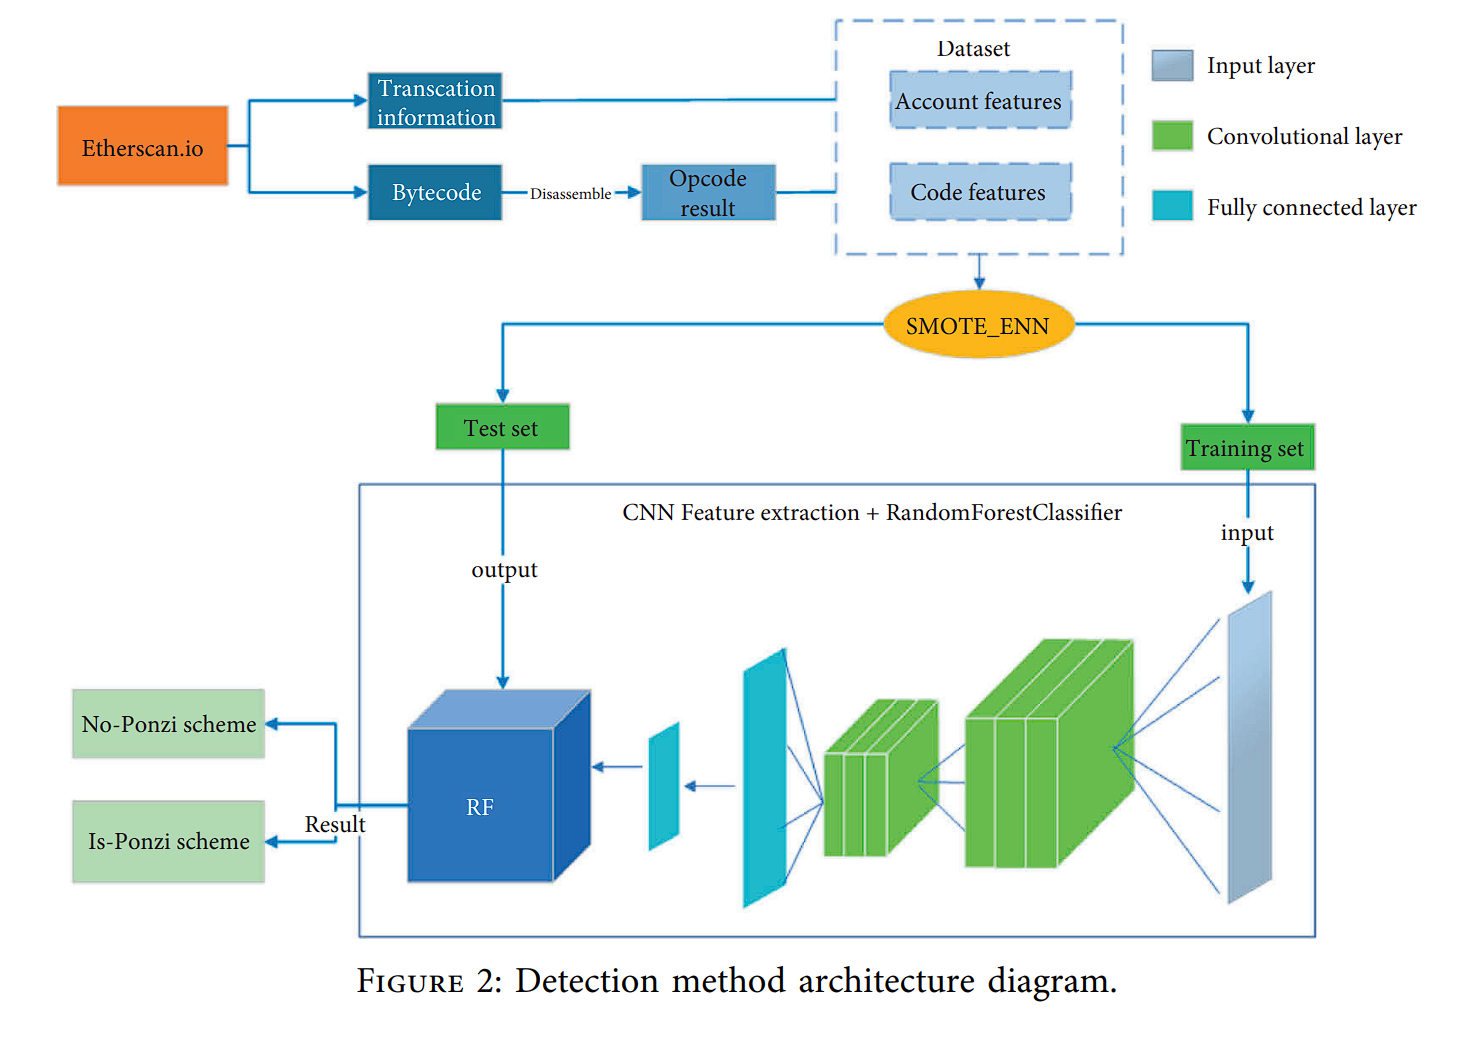 Dataset
Input layer
Etherscan.io
Transcation
information
Account features
Convolutional layer
Bytecode
Disassemble
Opcode
result
Code features
Fully connected layer
SMOTE_ENN
Test set
Training set
CNN Feature extraction + RandomForestClassifier
input
output
No-Ponzi scheme
Is-Ponzi scheme
Result
RF
FIGURE 2: Detection method architecture diagram.